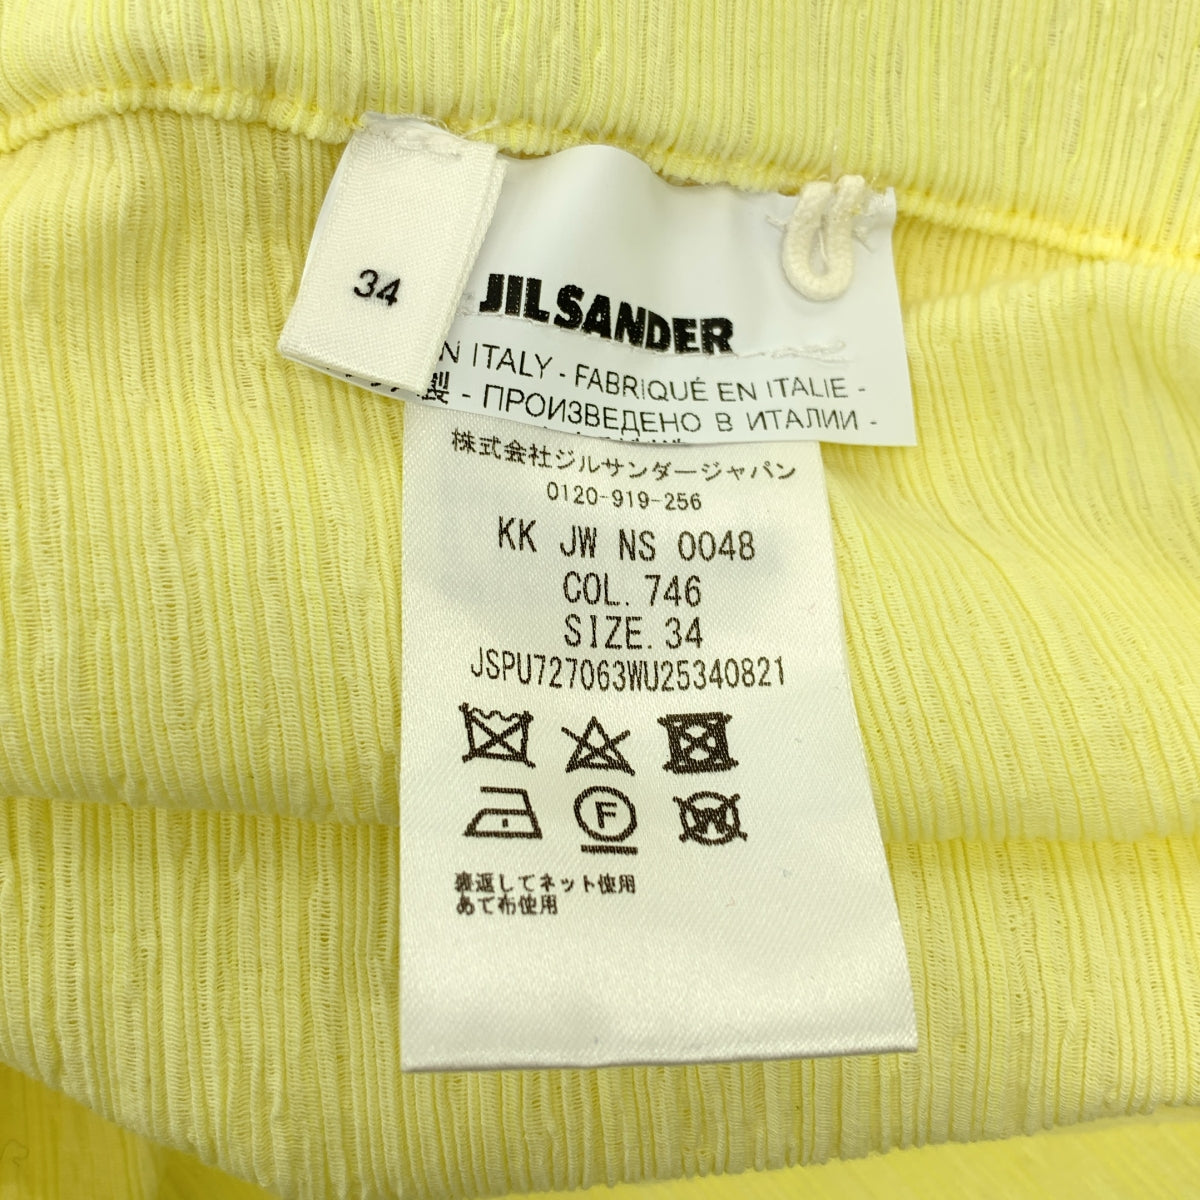 34
JIL SANDER
N ITALY - FABRIQUÉ EN ITALIE -
製 - ПРОИЗВЕДЕНО В ИТАЛИИ -
株式会社ジルサンダージャパン
0120-919-256
KK JW NS 0048
COL. 746
SIZE. 34
JSPU727063WU25340821
F
W
裏返してネット使用
あて布使用